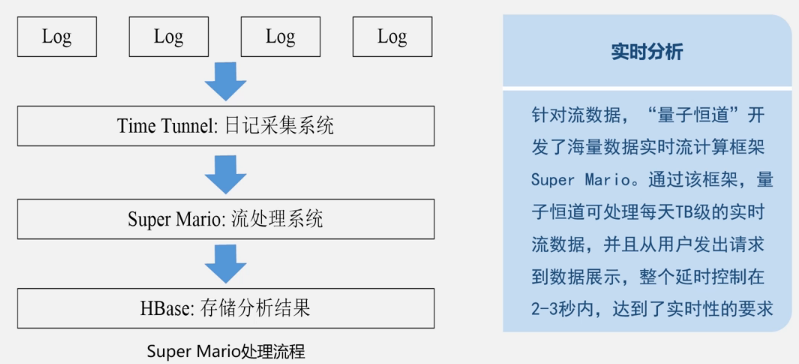 Log
Log
Log
Log
Time Tunnel: 日记采集系统
Super Mario: 流处理系统
HBase: 存储分析结果
Super Mario处理流程
实时分析
针对流数据，“量子恒道”开
发了海量数据实时流计算框架
Super Mario。通过该框架，量
子恒道可处理每天TB级的实时
流数据，并且从用户发出请求
到数据展示，整个延时控制在
2-3秒内，达到了实时性的要求